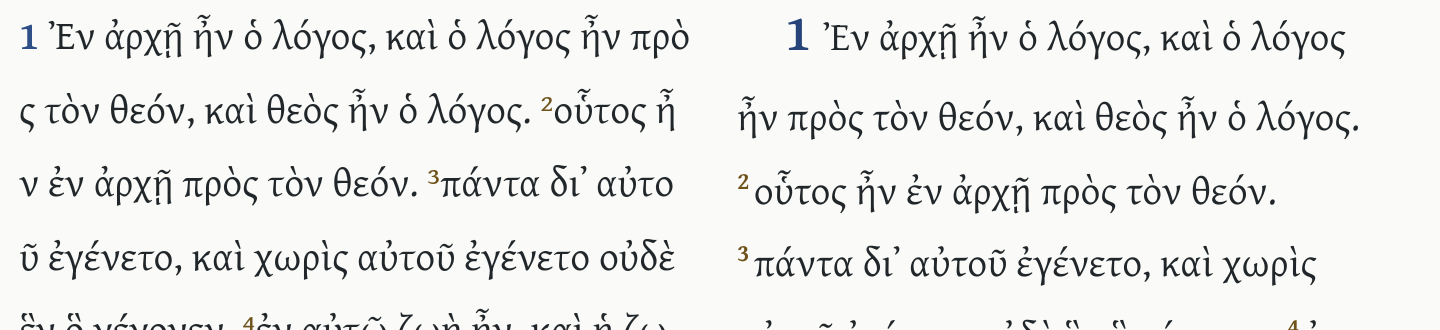 1 Ἐν ἀρχῇ ἦν ὁ λόγος, καὶ ὁ λόγος ἦν πρὸ
ς τὸν θεόν, καὶ θεὸς ἦν ὁ λόγος. ²οὗτος ἦ
ν ἐν ἀρχῇ πρὸς τὸν θεόν. ³πάντα δι’ αὐτο
ῦ ἐγένετο, καὶ χωρὶς αὐτοῦ ἐγένετο οὐδὲ
1 Ἐν ἀρχῇ ἦν ὁ λόγος, καὶ ὁ λόγος
ἦν πρὸς τὸν θεόν, καὶ θεὸς ἦν ὁ λόγος.
² οὗτος ἦν ἐν ἀρχῇ πρὸς τὸν θεόν.
³ πάντα δι’ αὐτοῦ ἐγένετο, καὶ χωρὶς